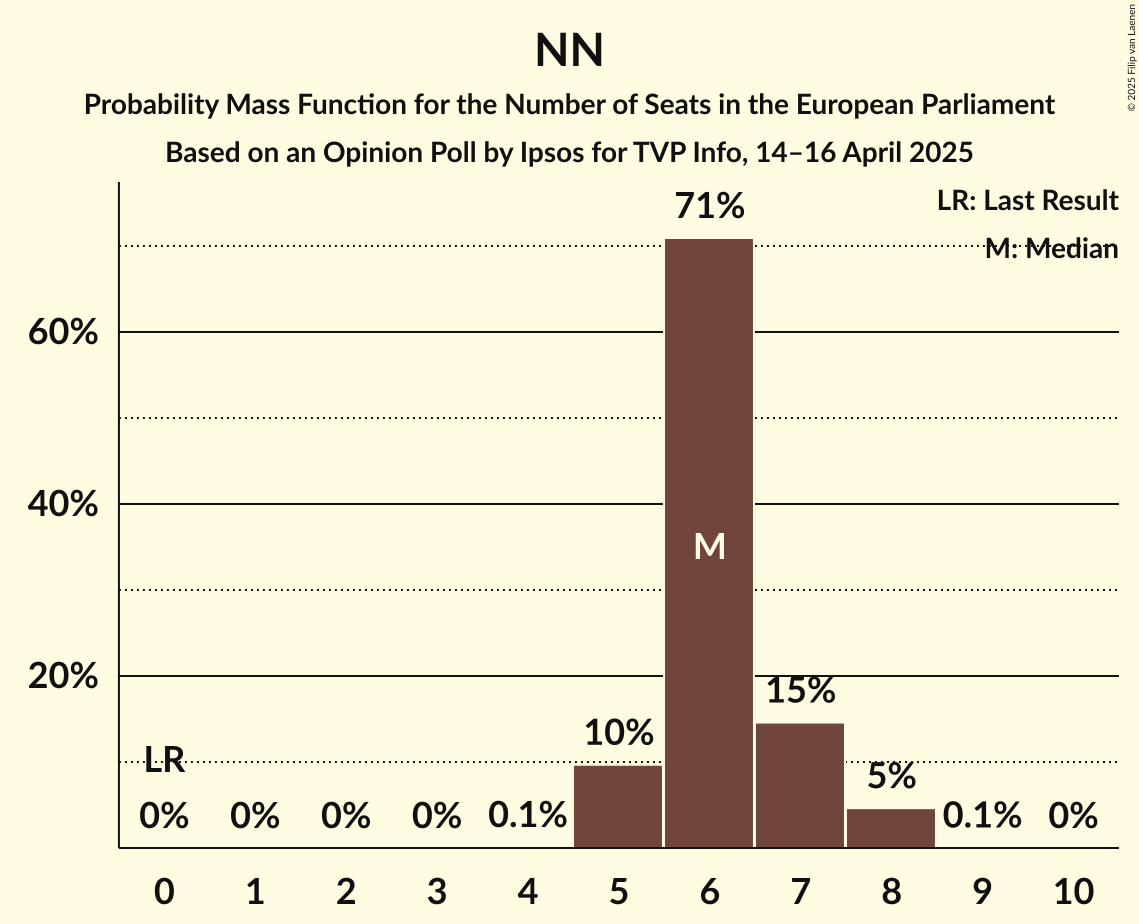 NN
Probability Mass Function for the Number of Seats in the European Parliament
Based on an Opinion Poll by Ipsos for TVP Info, 14–16 April 2025
© 2025 Filip van Laenen
LR: Last Result
M: Median
71%
60%
40%
M
20%
15%
10%
5%
LR
0% 0% 0% 0% 0.1% 0.1% 0%
0 1 2 3 4 5 6 7 8 9 10